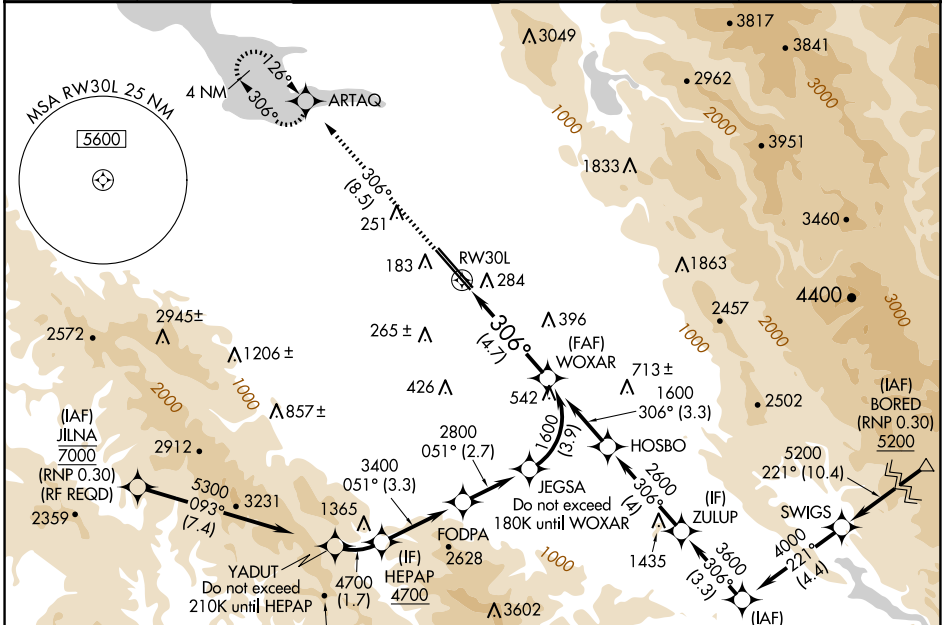 3817
3049
3841
126°
4 NM
306°
ARTAQ
2962
3000
MSA RW30L 25 NM
5600
1000
2000
3951
306°
(8.5)
1833
251
3460
RW30L
183
284
1863
4400
3000
2945±
2572
265 ±
306°
(4.7)
396
2457
1000
2000
1206 ±
1000
(FAF)
WOXAR
713 ±
2000
426
542
1600
306° (3.3)
2502
(IAF)
BORED
(RNP 0.30)
5200
857 ±
(IAF)
JILNA
7000
(RNP 0.30)
(RF REQD)
2912
2800
051° (2.7)
1600
(3.9)
HOSBO
5200
221° (10.4)
3400
051° (3.3)
5300
093°
(7.4)
3231
2359
JEGSA
Do not exceed
180K until WOXAR
2600
306°
(4)
(IF)
ZULUP
SWIGS
1365
FODPA
2628
1435
4000
221°
(4.4)
YADUT
Do not exceed
210K until HEPAP
4700
(1.7)
(IF)
HEPAP
4700
1000
3600
306°
(3.3)
3602
(IAF)